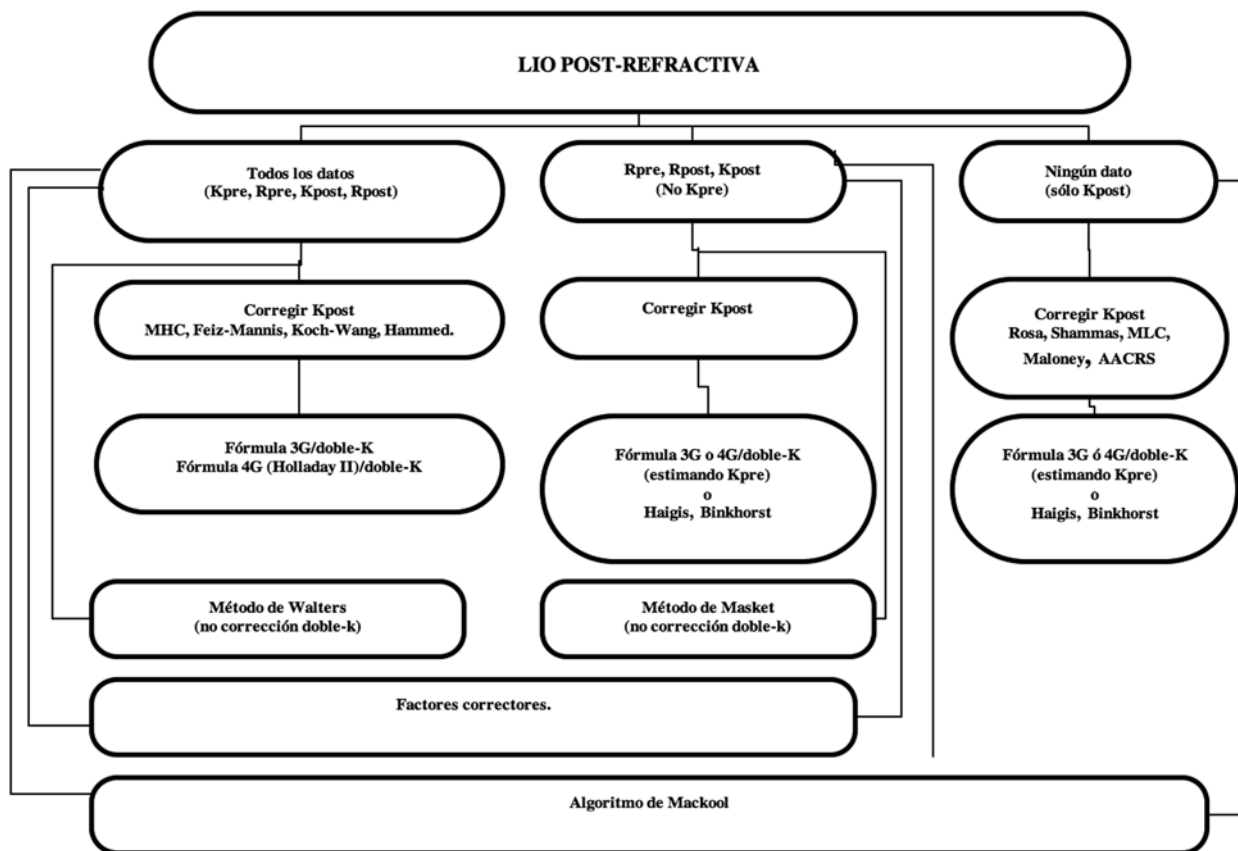 LIO POST-REFRACTIVA
Todos los datos
(Kpre, Rpre, Kpost, Rpost)
Rpre, Rpost, Kpost
(No Kpre)
Ningún dato
(sólo Kpost)
Corregir Kpost
MHC, Feiz-Mannis, Koch-Wang, Hammed.
Corregir Kpost
Corregir Kpost
Rosa, Shammas, MLC,
Maloney, AACRS
Fórmula 3G/doble-K
Fórmula 4G (Holladay II)/doble-K
Fórmula 3G o 4G/doble-K
(estimando Kpre)
o
Haigis, Binkhorst
Fórmula 3G ó 4G/doble-K
(estimando Kpre)
o
Haigis, Binkhorst
Método de Walters
(no corrección doble-k)
Método de Masket
(no corrección doble-k)
Factores correctores.
Algoritmo de Mackool